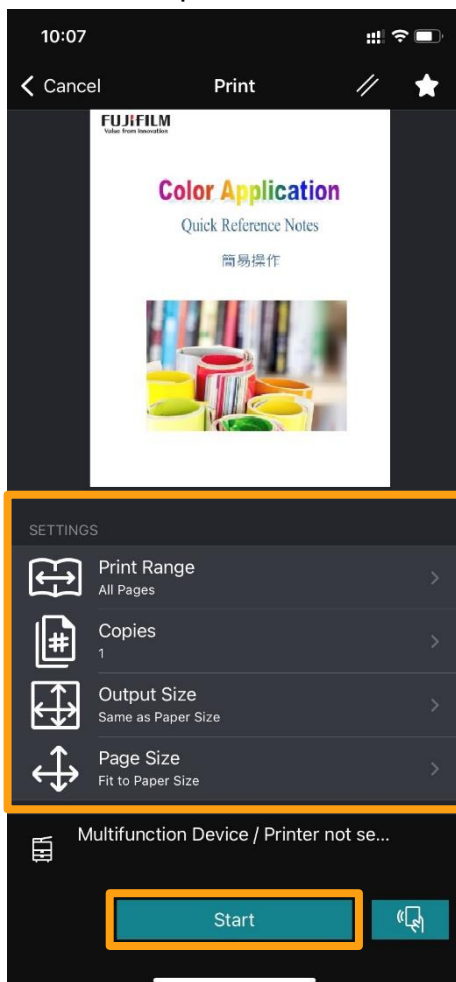 10:07
Cancel
Print
FUJIFILM
Value from Innovation
Color Application
Quick Reference Notes
簡易操作
SETTINGS
Print Range
All Pages
Copies
1
Output Size
Same as Paper Size
Page Size
Fit to Paper Size
Multifunction Device / Printer not se...
Start